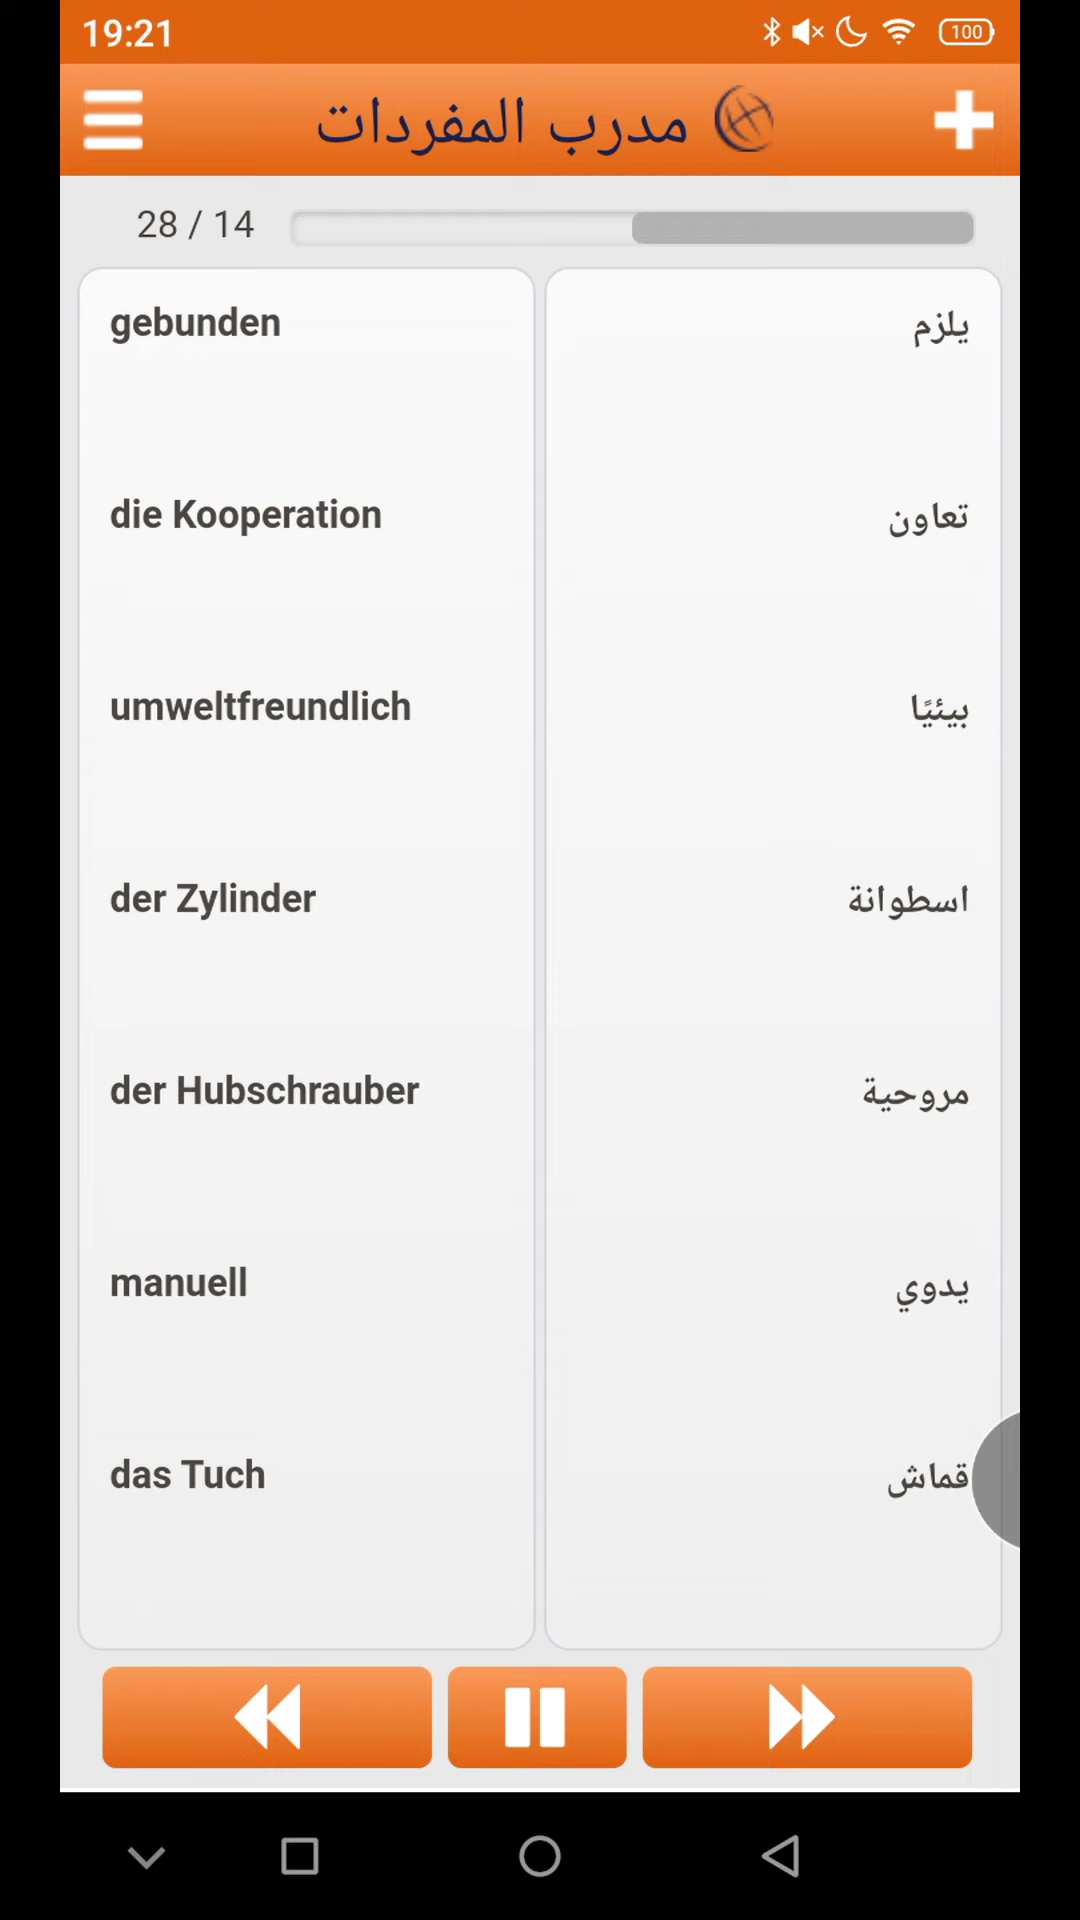 19:21
100
مدرب المفردات
28 / 14
gebunden
يلزم
die Kooperation
تعاون
umweltfreundlich
بيئيًا
der Zylinder
اسطوانة
der Hubschrauber
مروحية
manuell
يدوي
das Tuch
قماش